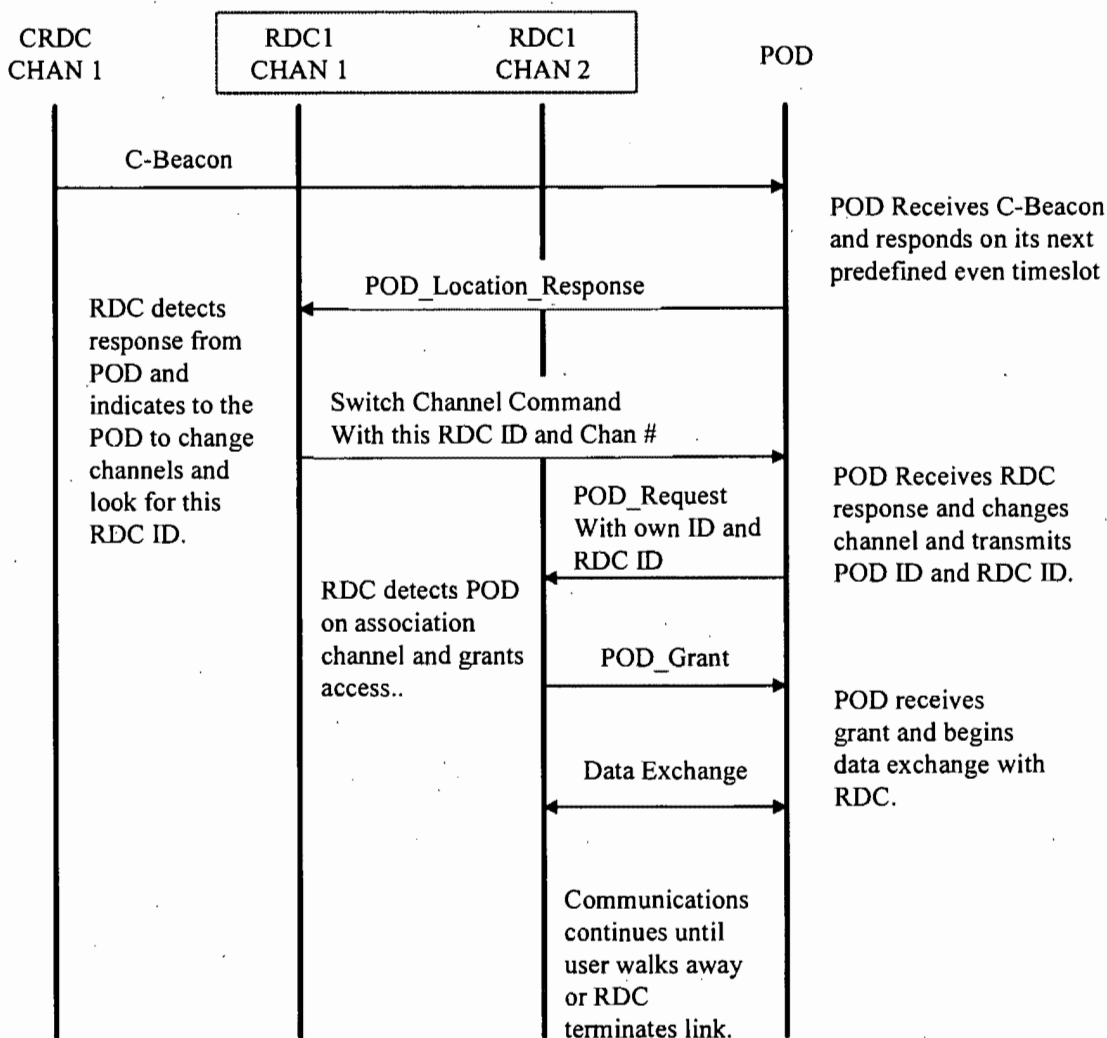 CRDC
CHAN 1
RDC1
CHAN 1
RDC1
CHAN 2
POD
C-Beacon
POD Receives C-Beacon
and responds on its next
predefined even timeslot
POD_Location_Response
RDC detects
response from
POD and
indicates to the
POD to change
channels and
look for this
RDC ID.
Switch Channel Command
With this RDC ID and Chan #
POD Receives RDC
response and changes
channel and transmits
POD ID and RDC ID.
POD_Request
With own ID and
RDC ID
RDC detects POD
on association
channel and grants
access..
POD_Grant
POD receives
grant and begins
data exchange with
RDC.
Data Exchange
Communications
continues until
user walks away
or RDC
terminates link.